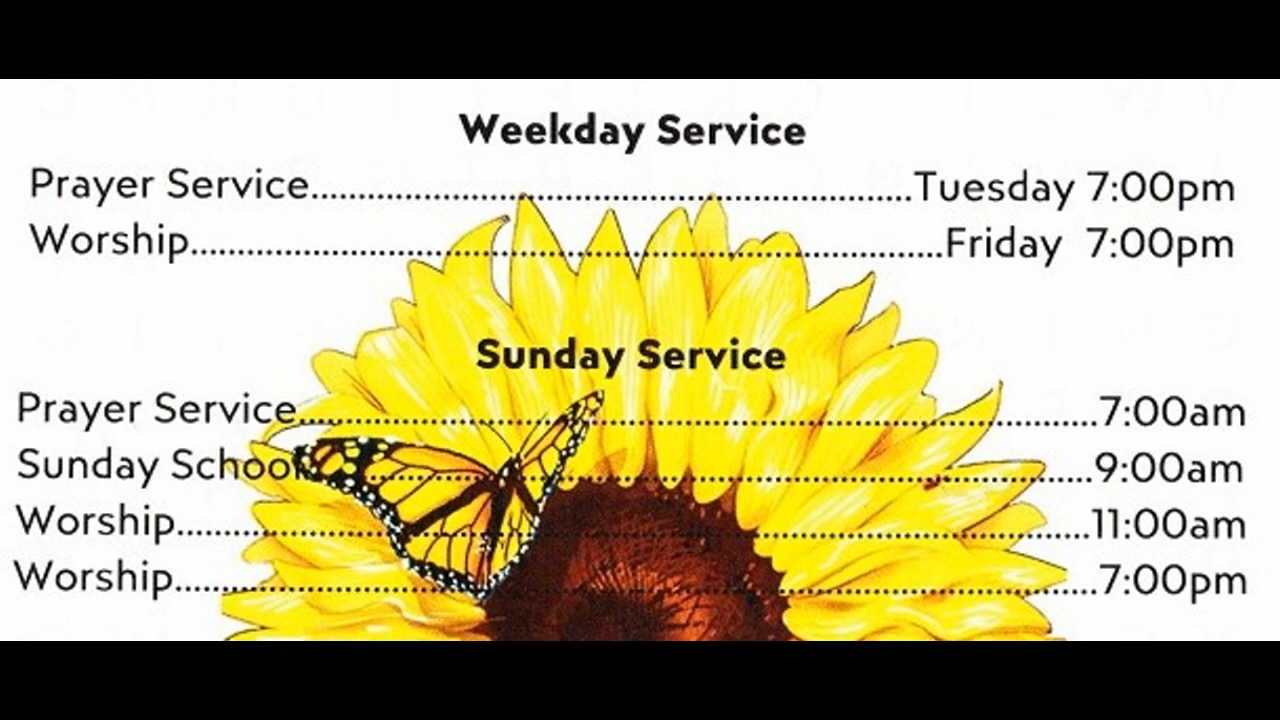 Weekday Service
Prayer Service..........Tuesday 7:00pm
Worship..........Friday 7:00pm
Sunday Service
Prayer Service..........7:00am
Sunday School..........9:00am
Worship..........11:00am
Worship..........7:00pm